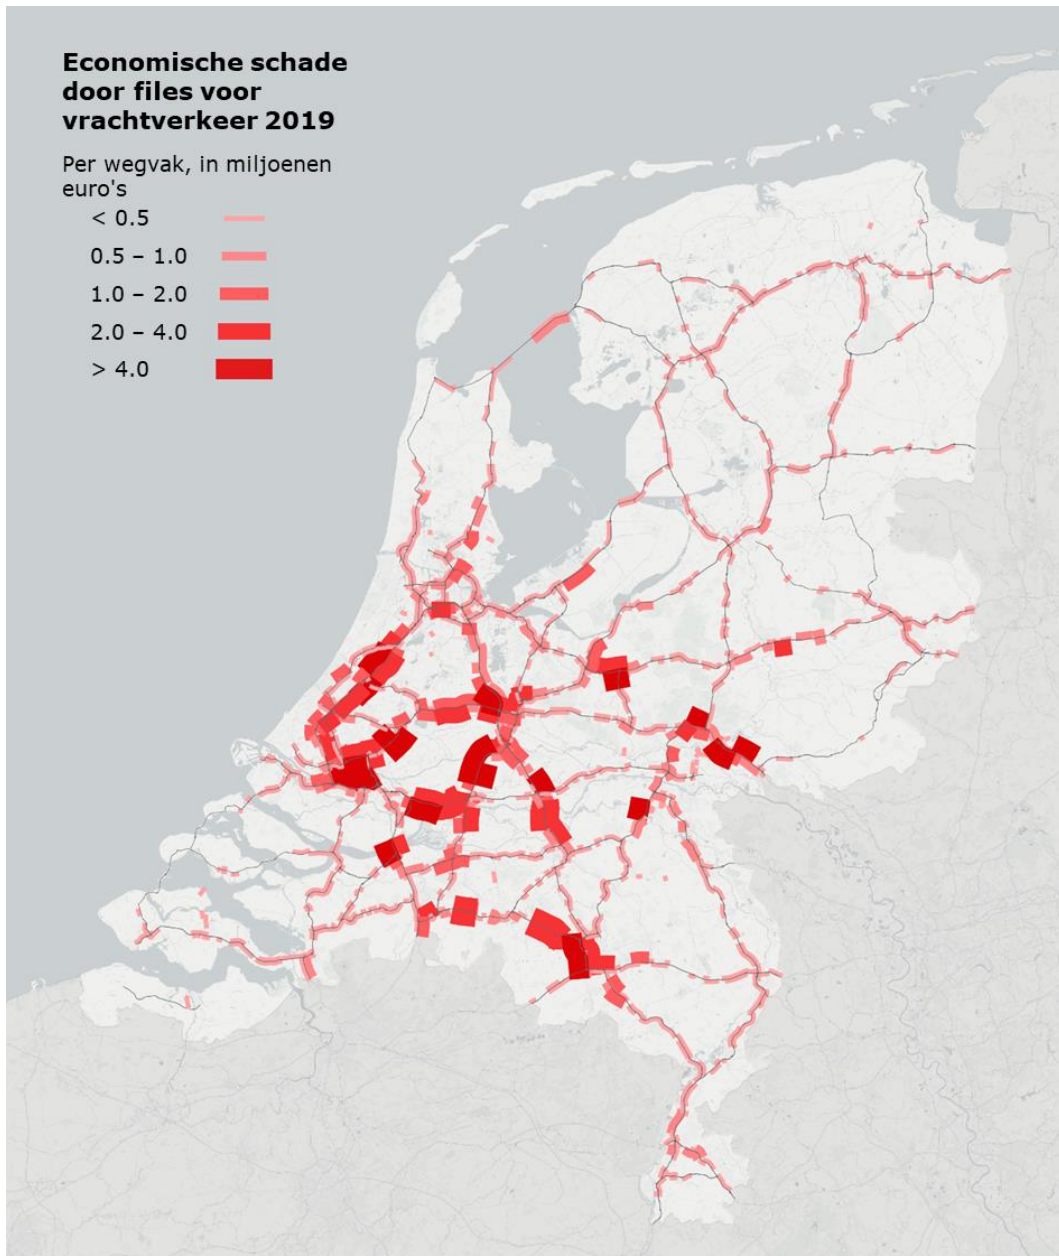 Economische schade
door files voor
vrachtverkeer 2019
Per wegvak, in miljoenen
euro's
< 0.5
0.5 – 1.0
1.0 – 2.0
2.0 – 4.0
> 4.0